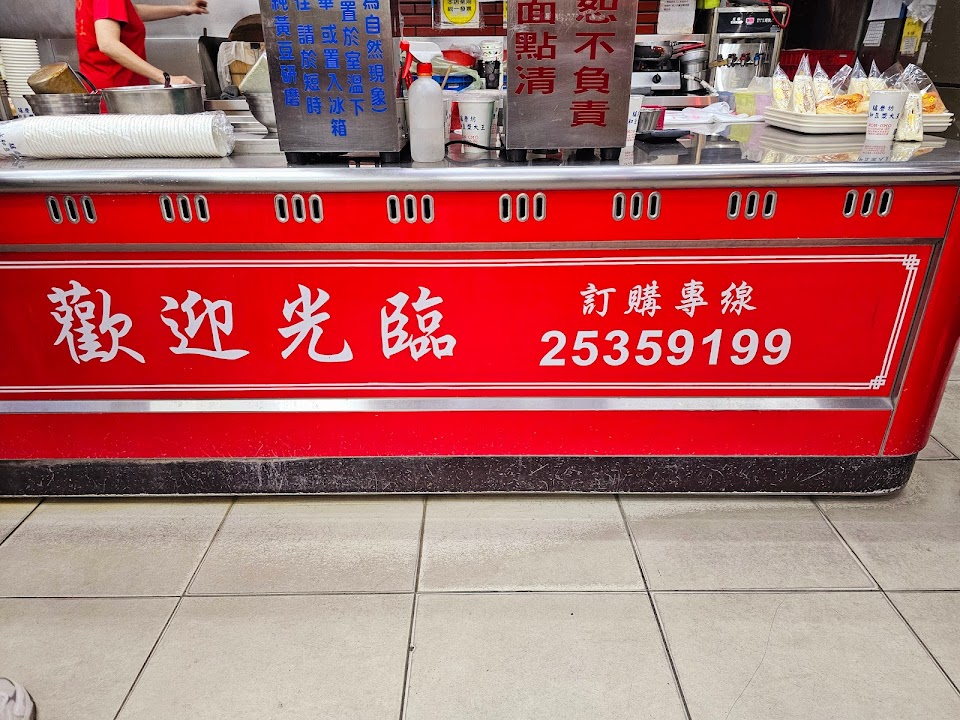 為自然現象)
置於室溫下
華 或置入冰箱
住 請於短時
純黃豆研磨
恕不負責
面點清
歡迎光臨
訂購專線
25359199